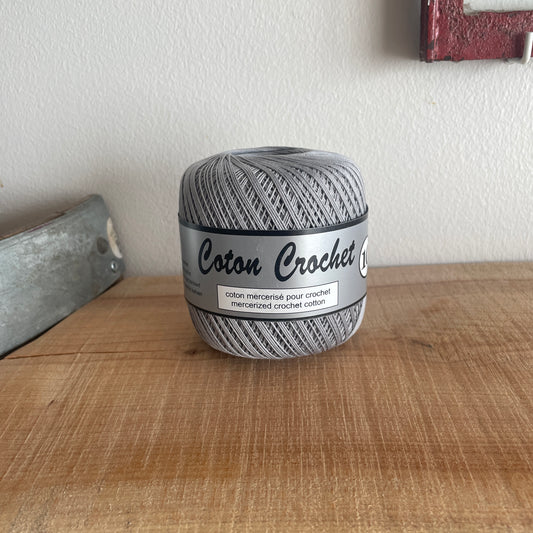 Coton Crochet
coton mercerisé pour crochet
mercerized crochet cotton